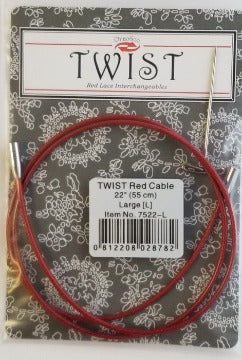 ChiaoGoo
TWIST
Red Lace Interchangeables
TWIST Red Cable
22" (55 cm)
Large [L]
Item No. 7522-L
0 812208 028782